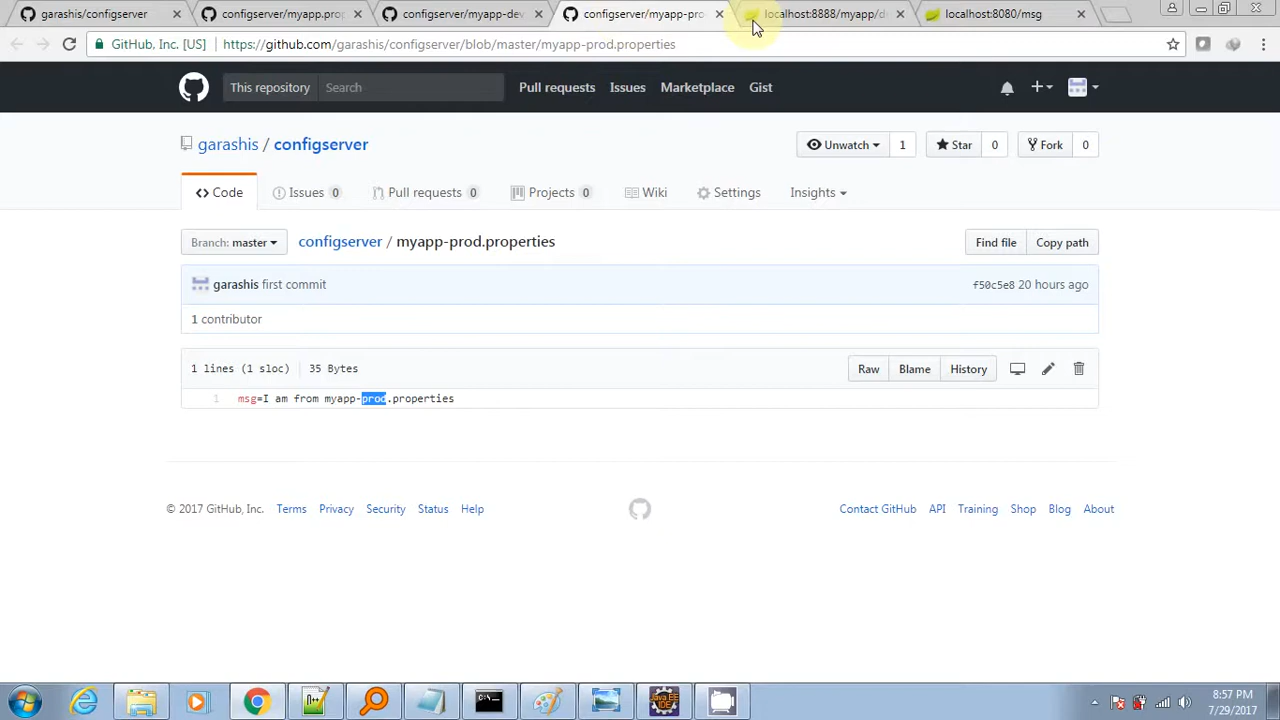 garashis/configserver
configserver/myapp.prop
configserver/myapp-dev
configserver/myapp-pro
localhost:8888/myapp/d
localhost:8080/msg
GitHub, Inc. [US]
https://github.com/garashis/configserver/blob/master/myapp-prod.properties
This repository
Search
Pull requests
Issues
Marketplace
Gist
garashis / configserver
Unwatch
1
Star
0
Fork
0
Code
Issues 0
Pull requests 0
Projects 0
Wiki
Settings
Insights
Branch: master
configserver / myapp-prod.properties
Find file
Copy path
garashis first commit
f50c5e8 20 hours ago
1 contributor
1 lines (1 sloc)
35 Bytes
Raw
Blame
History
1 msg=I am from myapp-prod.properties
© 2017 GitHub, Inc.
Terms
Privacy
Security
Status
Help
Contact GitHub
API
Training
Shop
Blog
About
Java EE
IDE
8:57 PM
7/29/2017